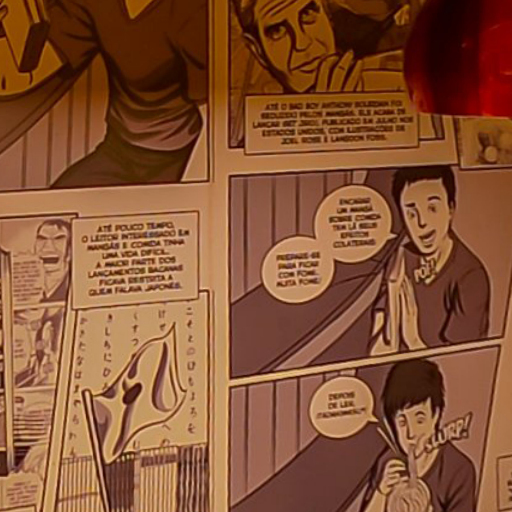 ATÉ O BAD BOY ANTHONY BOURDAIN FOI
SEDUZIDO PELOS MANGÁS. ELE ACABA DE
LANÇAR GET JIRO!, PUBLICADO EM JULHO NOS
ESTADOS UNIDOS, COM ILUSTRAÇÕES DE
JOEL ROSE E LANGDON FOSS.
ATÉ POUCO TEMPO,
O LEITOR INTERESSADO EM
MANGÁS E COMIDA TINHA
UMA VIDA DIFÍCIL.
A MAIOR PARTE DOS
LANÇAMENTOS BACANAS
FICAVA RESTRITA A
QUEM FALAVA JAPONÊS.
ENCARAR
UM MANGÁ
SOBRE COMIDA
TEM LÁ SEUS
EFEITOS
COLATERAIS.
PREPARE-SE
PARA FICAR
COM FOME.
MUITA FOME!
POF!
DEPOIS
DE LER,
ITADAKIMASU!
SLURP!